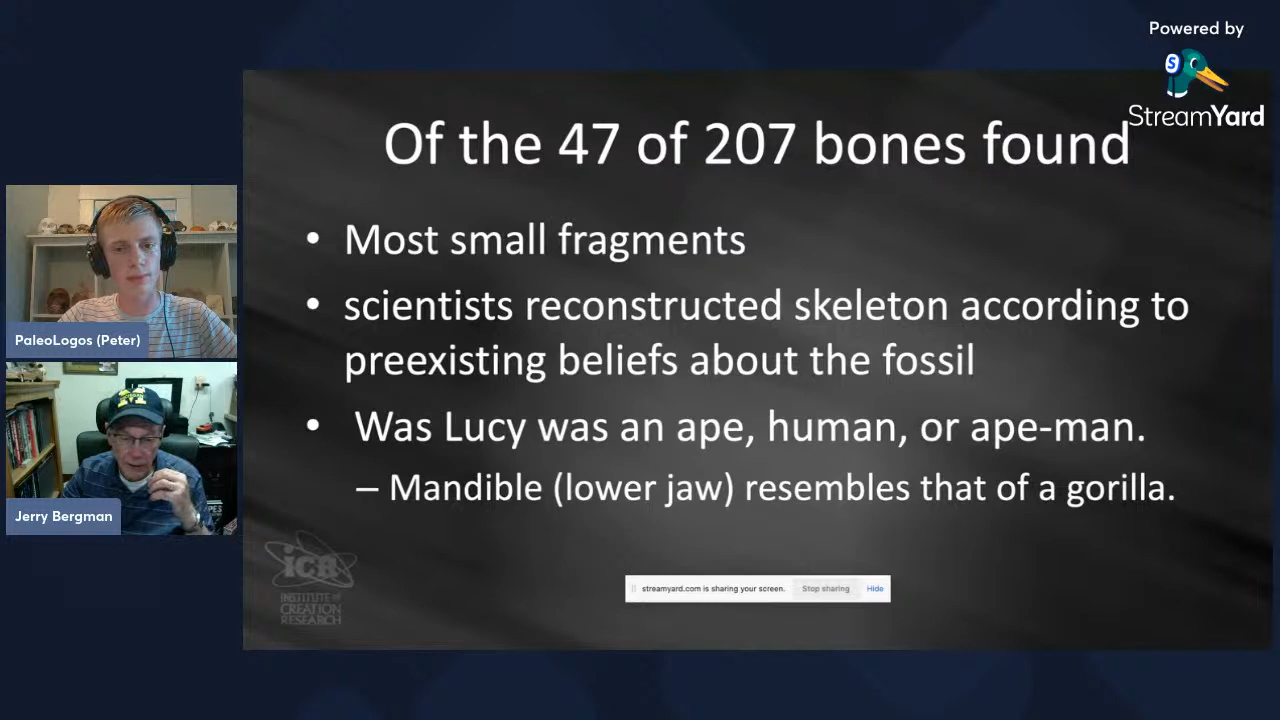 Powered by
StreamYard
Of the 47 of 207 bones found
• Most small fragments
• scientists reconstructed skeleton according to
preexisting beliefs about the fossil
• Was Lucy was an ape, human, or ape-man.
– Mandible (lower jaw) resembles that of a gorilla.
PaleoLogos (Peter)
Jerry Bergman
iCR
INSTITUTE for
CREATION
RESEARCH
streamyard.com is sharing your screen.
Stop sharing
Hide